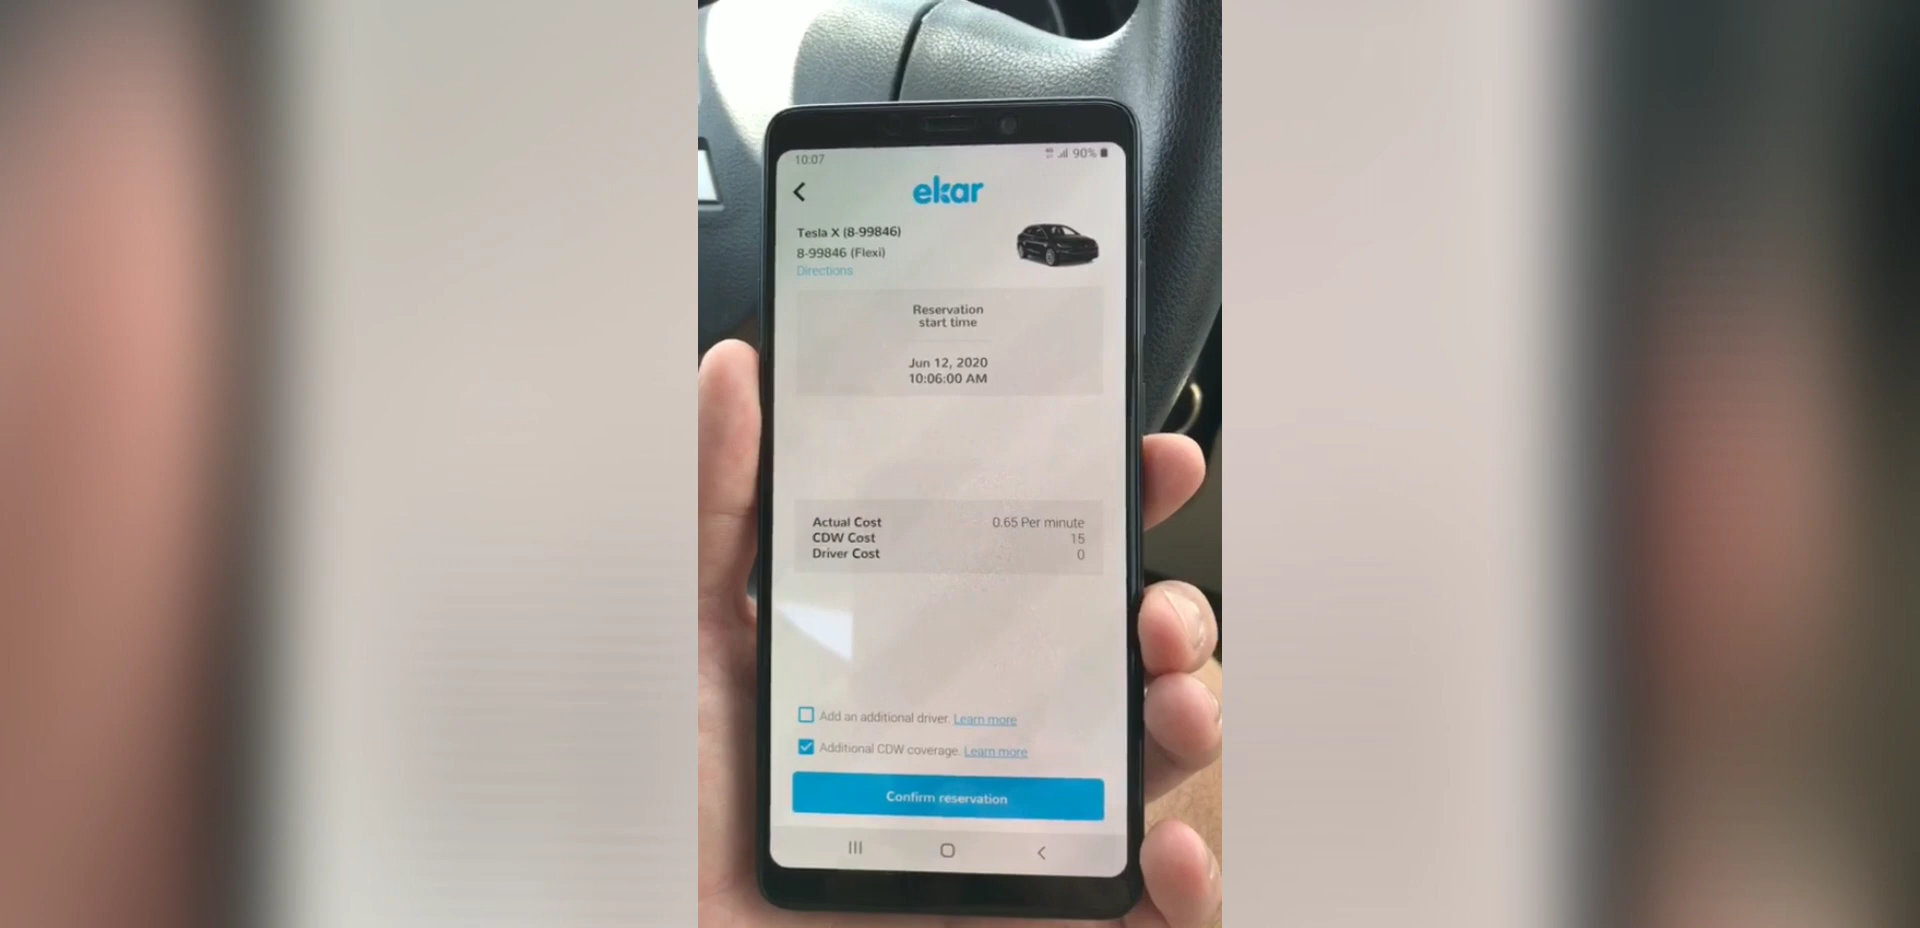 10:07
90%
ekar
Tesla X (8-99846)
8-99846 (Flexi)
Directions
Reservation
start time
Jun 12, 2020
10:06:00 AM
Actual Cost 0.65 Per minute
CDW Cost 15
Driver Cost 0
Add an additional driver. Learn more
Additional CDW coverage. Learn more
Confirm reservation